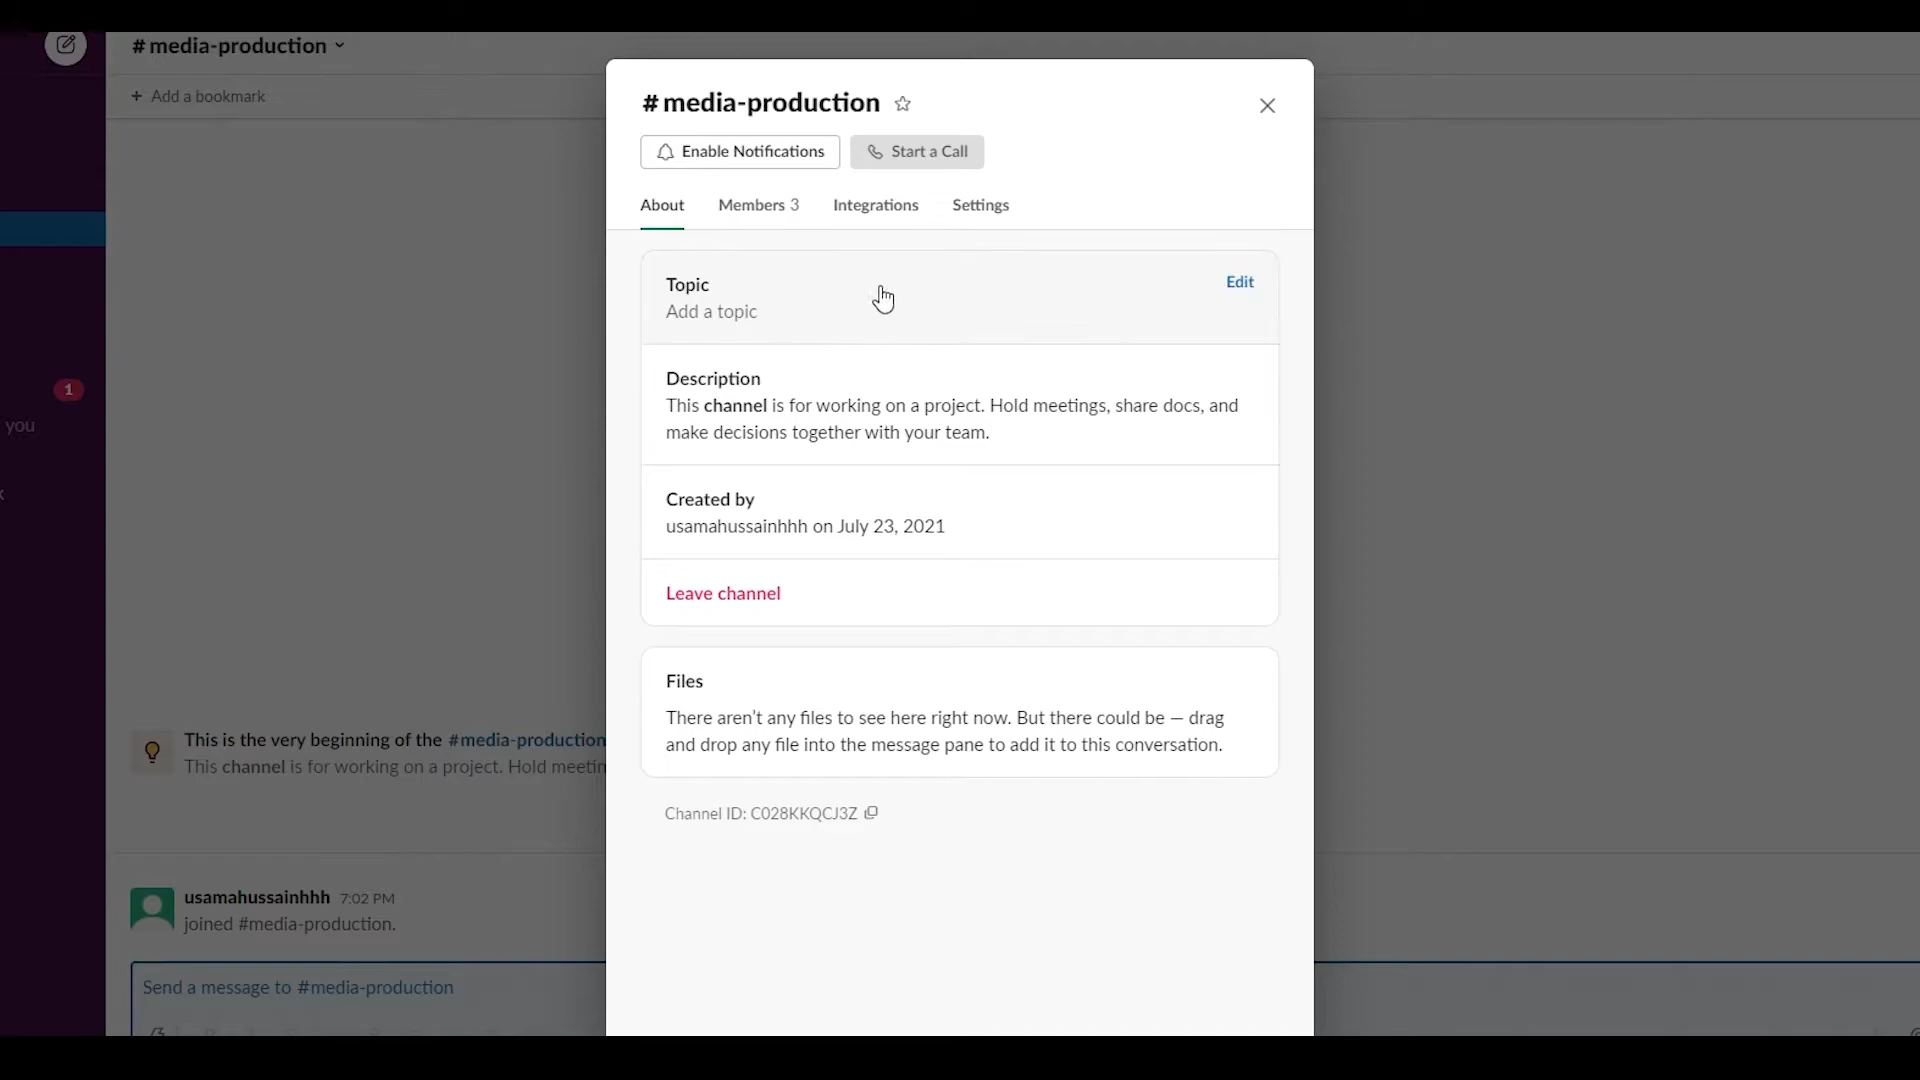 # media-production
+ Add a bookmark
1
you
This is the very beginning of the #media-production
This channel is for working on a project. Hold meetin
usamahussainhhh 7:02 PM
joined #media-production.
Send a message to #media-production
# media-production
Enable Notifications Start a Call
About Members 3 Integrations Settings
Topic Edit
Add a topic
Description
This channel is for working on a project. Hold meetings, share docs, and
make decisions together with your team.
Created by
usamahussainhhh on July 23, 2021
Leave channel
Files
There aren't any files to see here right now. But there could be — drag
and drop any file into the message pane to add it to this conversation.
Channel ID: C028KKQCJ3Z